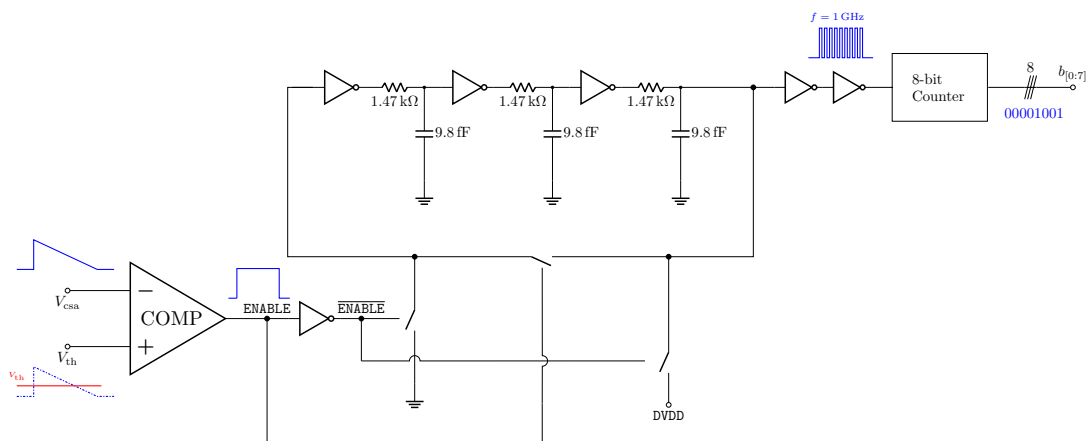 f = 1 GHz
1.47 kΩ
1.47 kΩ
1.47 kΩ
9.8 fF
9.8 fF
9.8 fF
8-bit
Counter
8
b[0:7]
00001001
Vcsa
Vth
COMP
−
+
Vth
ENABLE
ENABLE
DVDD